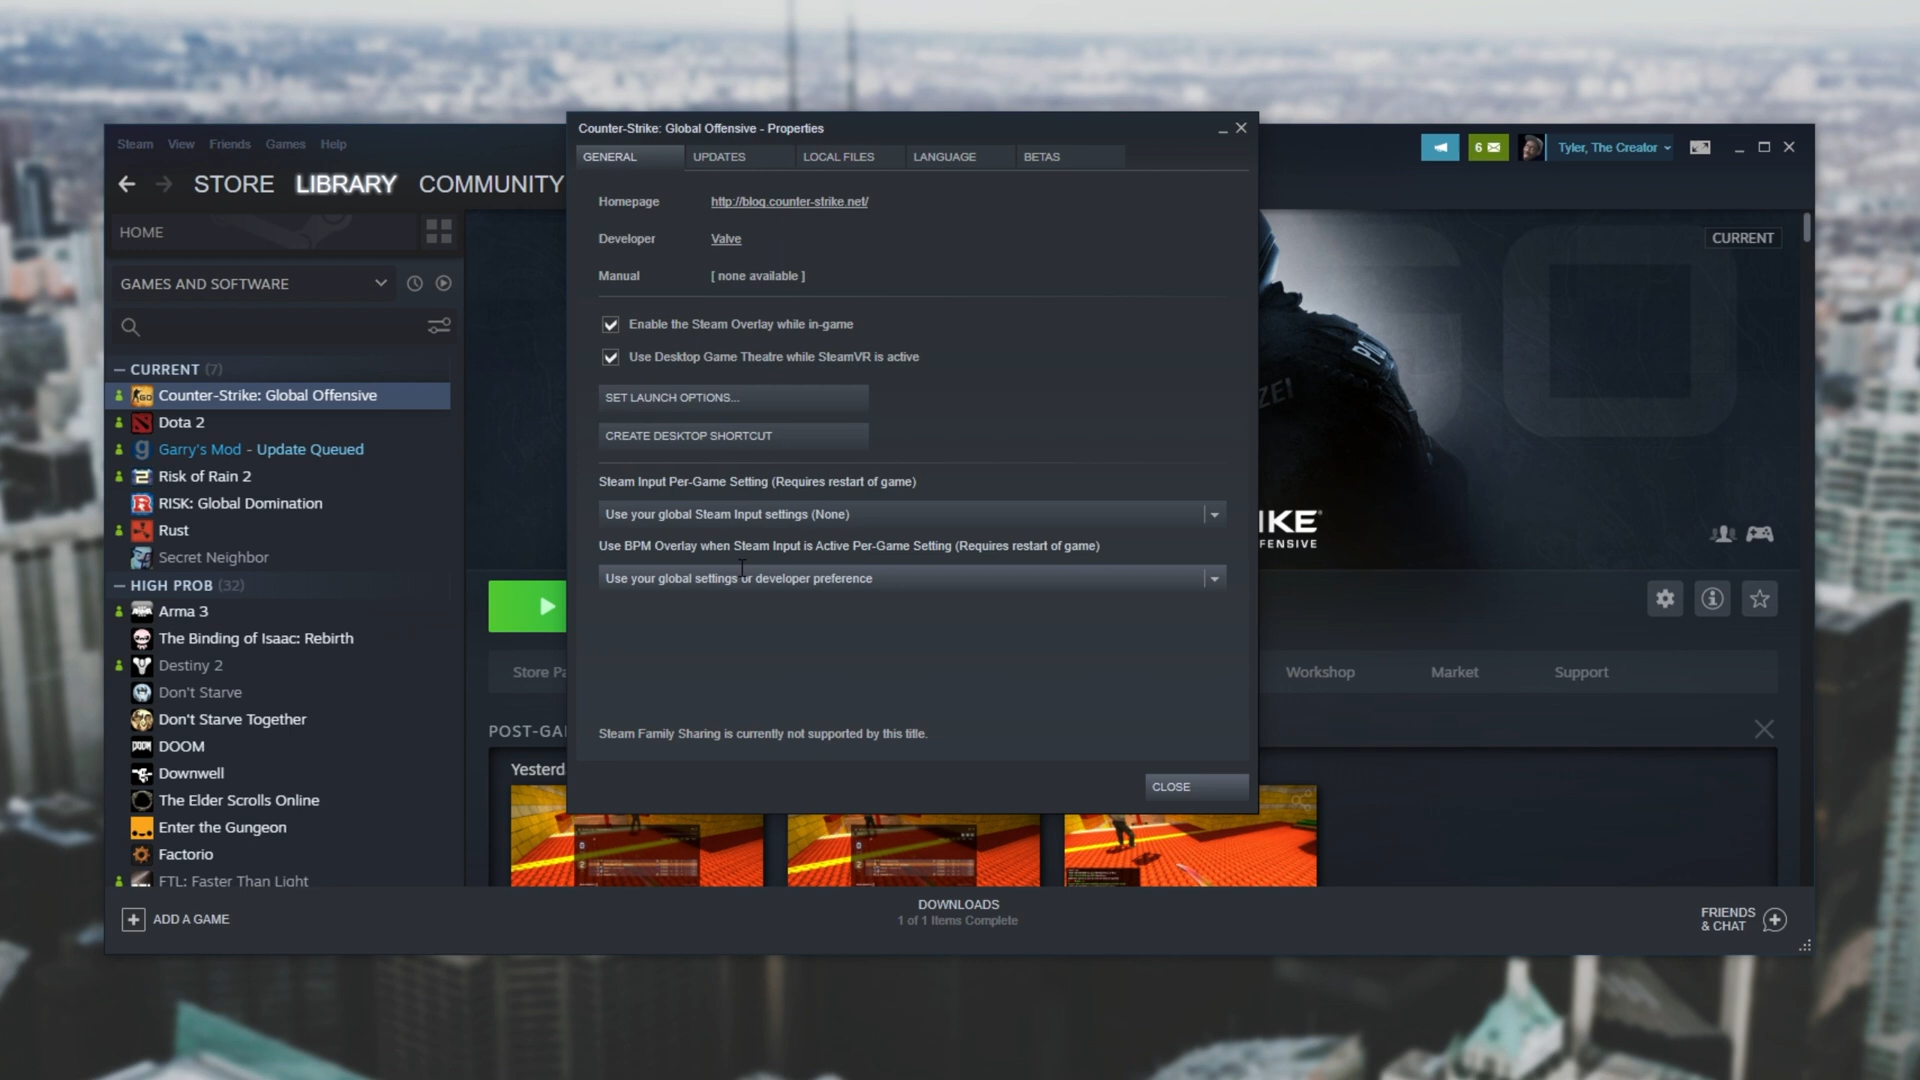 Counter-Strike: Global Offensive - Properties
Steam View Friends Games Help
6
Tyler, The Creator
GENERAL UPDATES LOCAL FILES LANGUAGE BETAS
STORE LIBRARY COMMUNITY
Homepage http://blog.counter-strike.net/
HOME
Developer Valve
CURRENT
Manual [ none available ]
GAMES AND SOFTWARE
Enable the Steam Overlay while in-game
Use Desktop Game Theatre while SteamVR is active
SET LAUNCH OPTIONS...
CREATE DESKTOP SHORTCUT
Steam Input Per-Game Setting (Requires restart of game)
Use your global Steam Input settings (None)
Use BPM Overlay when Steam Input is Active Per-Game Setting (Requires restart of game)
Use your global settings or developer preference
Steam Family Sharing is currently not supported by this title.
CLOSE
CURRENT (7)
Counter-Strike: Global Offensive
Dota 2
Garry's Mod - Update Queued
Risk of Rain 2
RISK: Global Domination
Rust
Secret Neighbor
HIGH PROB (32)
Arma 3
The Binding of Isaac: Rebirth
Destiny 2
Don't Starve
Don't Starve Together
DOOM
Downwell
The Elder Scrolls Online
Enter the Gungeon
Factorio
FTL: Faster Than Light
GO
IKE
FENSIVE
Store Pa Workshop Market Support
POST-GA
Yesterd
ADD A GAME
DOWNLOADS
1 of 1 Items Complete
FRIENDS
& CHAT